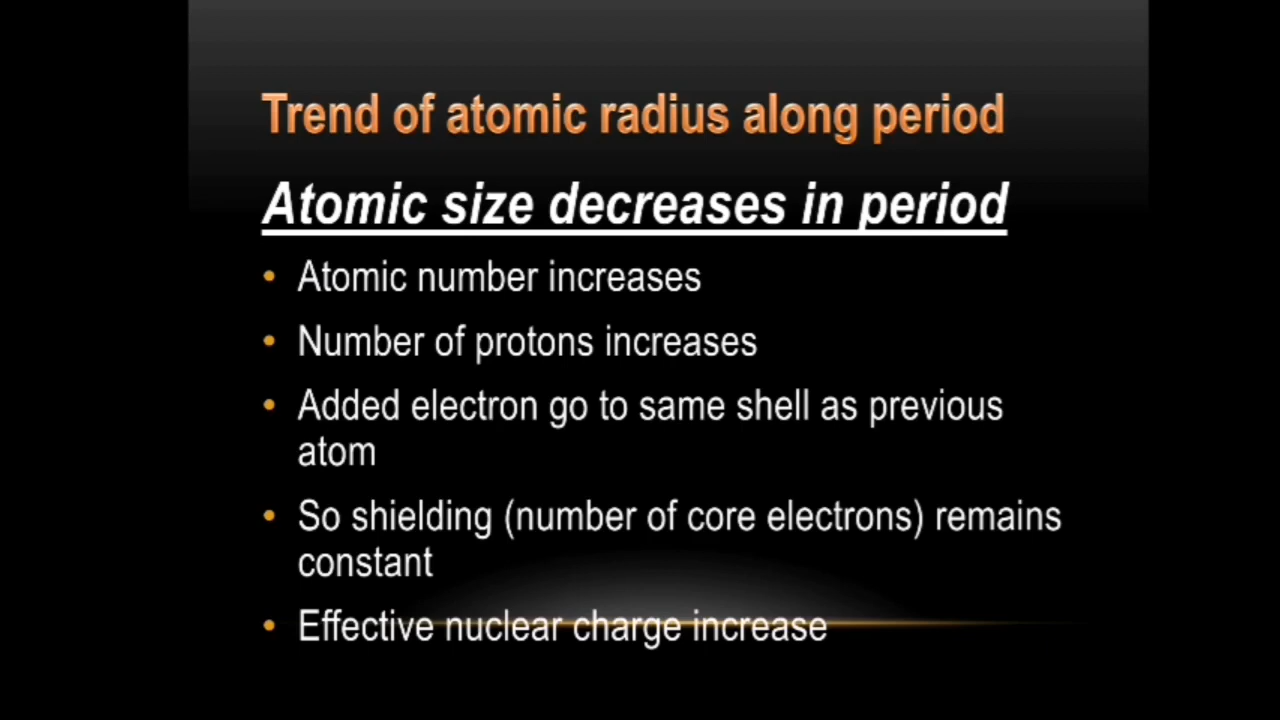 Trend of atomic radius along period
Atomic size decreases in period
• Atomic number increases
• Number of protons increases
• Added electron go to same shell as previous
atom
• So shielding (number of core electrons) remains
constant
• Effective nuclear charge increase